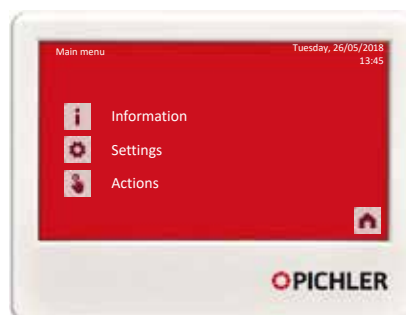 Main menu
Tuesday, 26/05/2018
13:45
Information
Settings
Actions
PICHLER